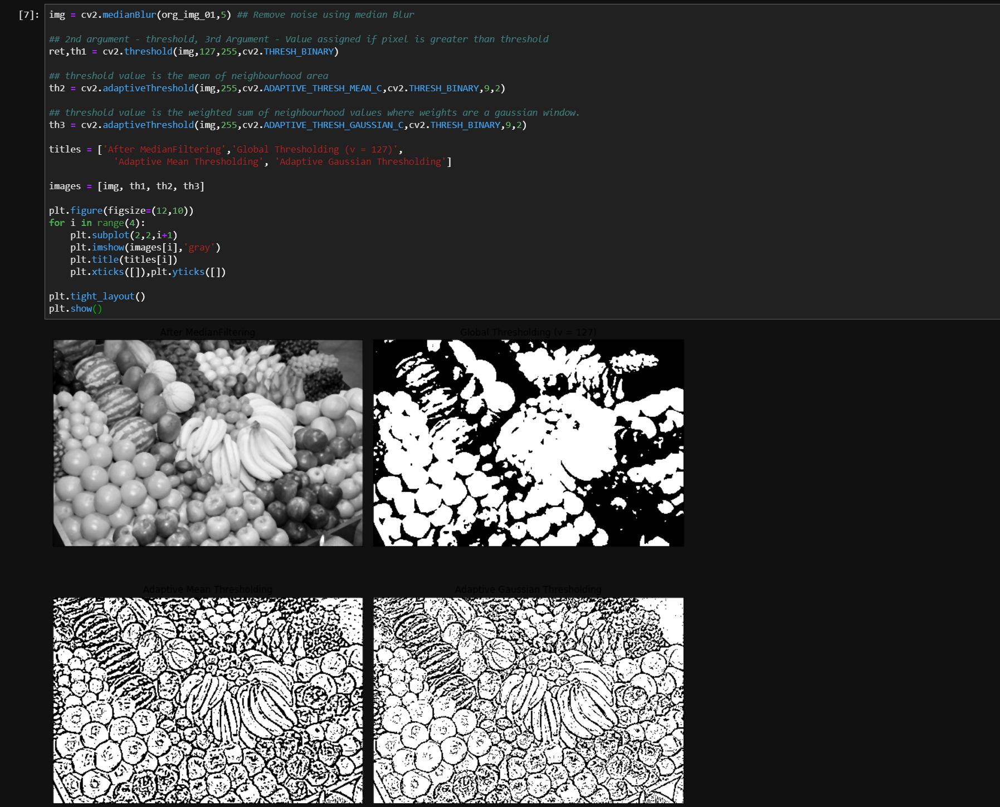 [7]:
img = cv2.medianBlur(org_img_01,5) ## Remove noise using median Blur
## 2nd argument - threshold, 3rd Argument - Value assigned if pixel is greater than threshold
ret,th1 = cv2.threshold(img,127,255,cv2.THRESH_BINARY)
## threshold value is the mean of neighbourhood area
th2 = cv2.adaptiveThreshold(img,255,cv2.ADAPTIVE_THRESH_MEAN_C,cv2.THRESH_BINARY,9,2)
## threshold value is the weighted sum of neighbourhood values where weights are a gaussian window.
th3 = cv2.adaptiveThreshold(img,255,cv2.ADAPTIVE_THRESH_GAUSSIAN_C,cv2.THRESH_BINARY,9,2)
titles = ['After MedianFiltering','Global Thresholding (v = 127)',
            'Adaptive Mean Thresholding', 'Adaptive Gaussian Thresholding']
images = [img, th1, th2, th3]
plt.figure(figsize=(12,10))
for i in range(4):
    plt.subplot(2,2,i+1)
    plt.imshow(images[i],'gray')
    plt.title(titles[i])
    plt.xticks([]),plt.yticks([])
plt.tight_layout()
plt.show()
After MedianFiltering
Global Thresholding (v = 127)
Adaptive Mean Thresholding
Adaptive Gaussian Thresholding